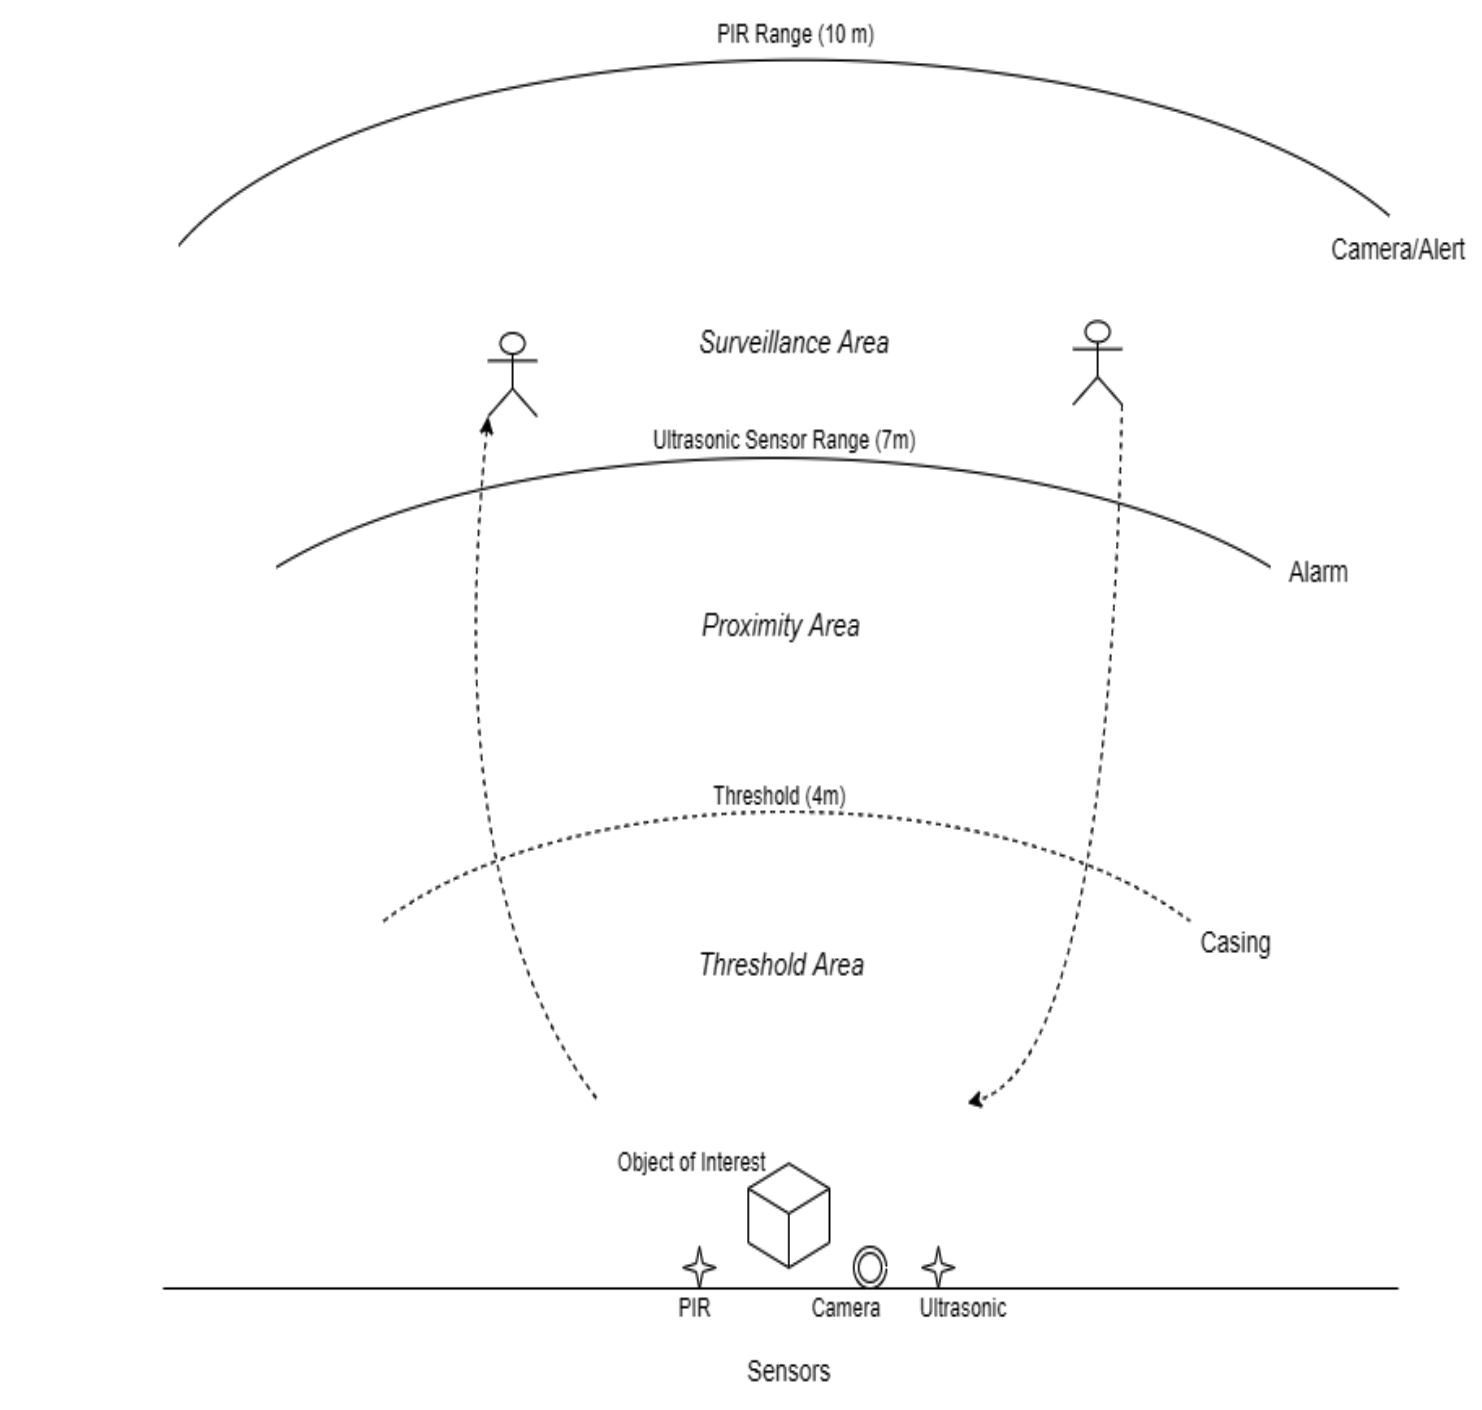 PIR Range (10 m)
Camera/Alert
Surveillance Area
Ultrasonic Sensor Range (7m)
Alarm
Proximity Area
Threshold (4m)
Casing
Threshold Area
Object of Interest
PIR
Camera
Ultrasonic
Sensors